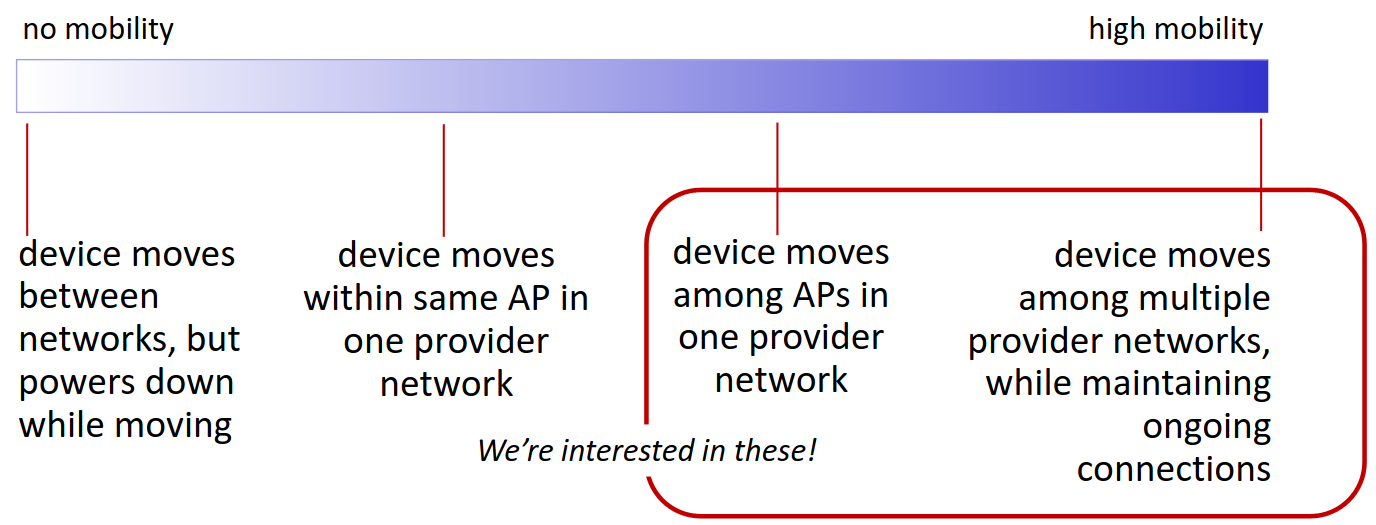 no mobility
high mobility
device moves
between
networks, but
powers down
while moving
device moves
within same AP in
one provider
network
device moves
among APs in
one provider
network
device moves
among multiple
provider networks,
while maintaining
ongoing
connections
We’re interested in these!